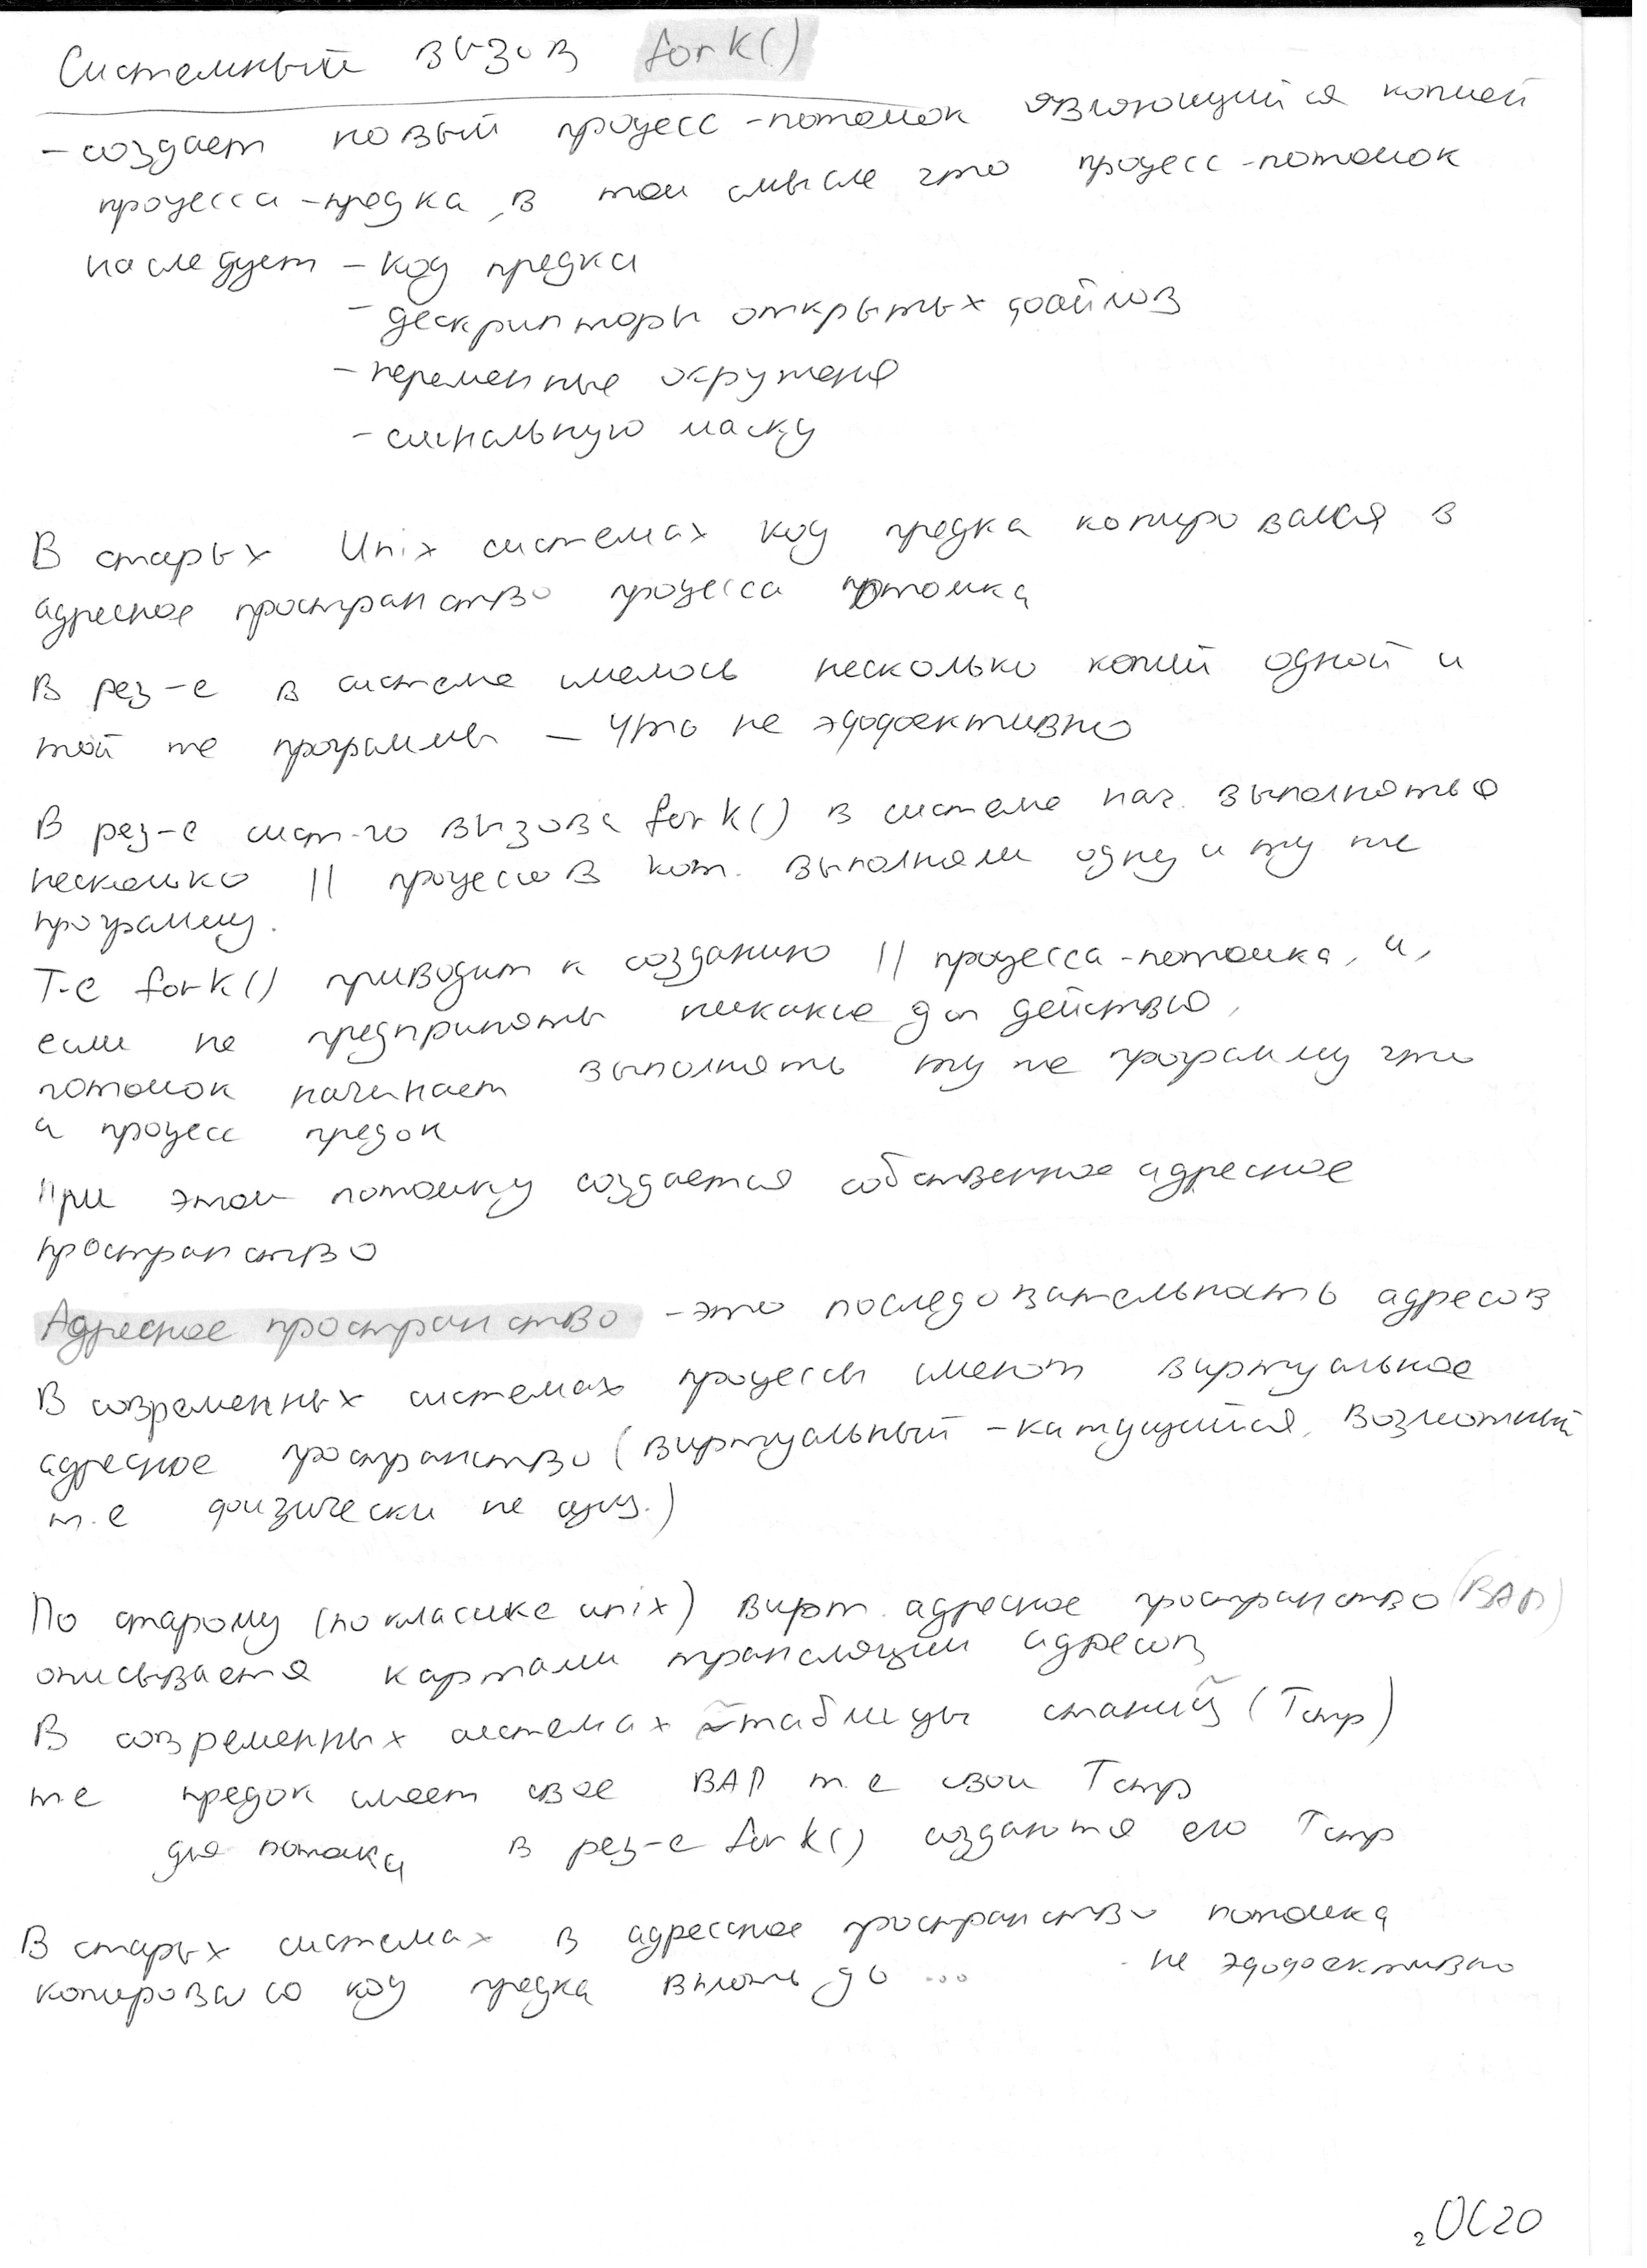 Системный вызов fork()
- создает новый процесс-потомок являющийся копией
процесса-предка, в том смысле что процесс-потомок
наследует - код предка
- дескрипторы открытых файлов
- переменные окружения
- сигнальную маску
В старых Unix системах код предка копировался в
адресное пространство процесса потомка
В рез-е в системе имелось несколько копий одной и
той же программы - что не эффективно
В рез-е сист-го вызова fork() в системе нач. выполняться
несколько || процессов кот. выполняли одну и ту же
программу.
Т-е fork() приводит к созданию || процесса-потомка, и,
если не предпринять никакие доп действия,
потомок начинает выполнять ту же программу что
и процесс предок
При этом потомку создается собственное адресное
пространство
Адресное пространство - это последовательность адресов
В современных системах процессы имеют виртуальное
адресное пространство (виртуальный - кажущийся, возможный
т.е физически не сущ.)
По старому (по класике unix) вирт. адресное пространство (ВАП)
описывается картами трансляции адресов
В современных системах таблицы станиц (Тстр)
те предок имеет свое ВАП т.е свои Тстр
для потомка в рез-е fork() создаются его Тстр
В старых системах в адрессное пространство потомка
копировался код предка вплоть до ... - не эффективно
2 ОС20